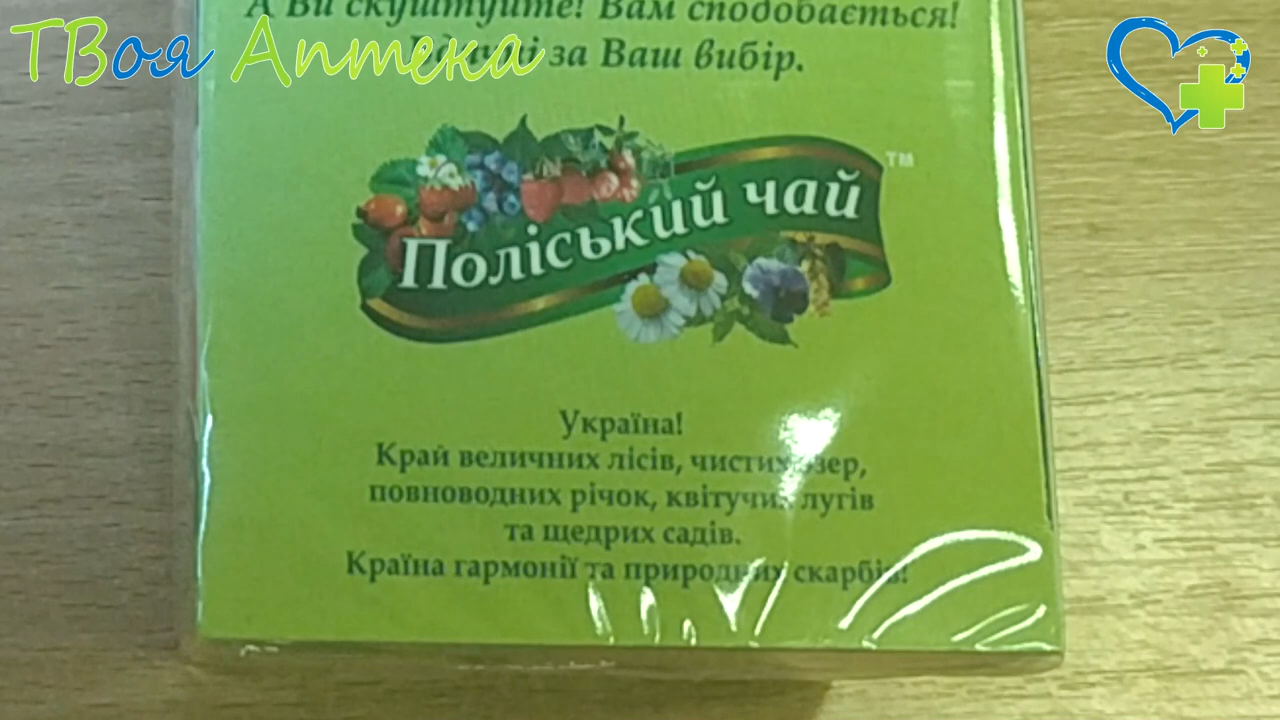 А Ви скуштуйте! Вам сподобається!
ТВоя Аптека
за Ваш вибір.
Поліський чай
TM
Україна!
Край величних лісів, чистих озер,
повноводних річок, квітучих лугів
та щедрих садів.
Країна гармонії та природних скарбів!